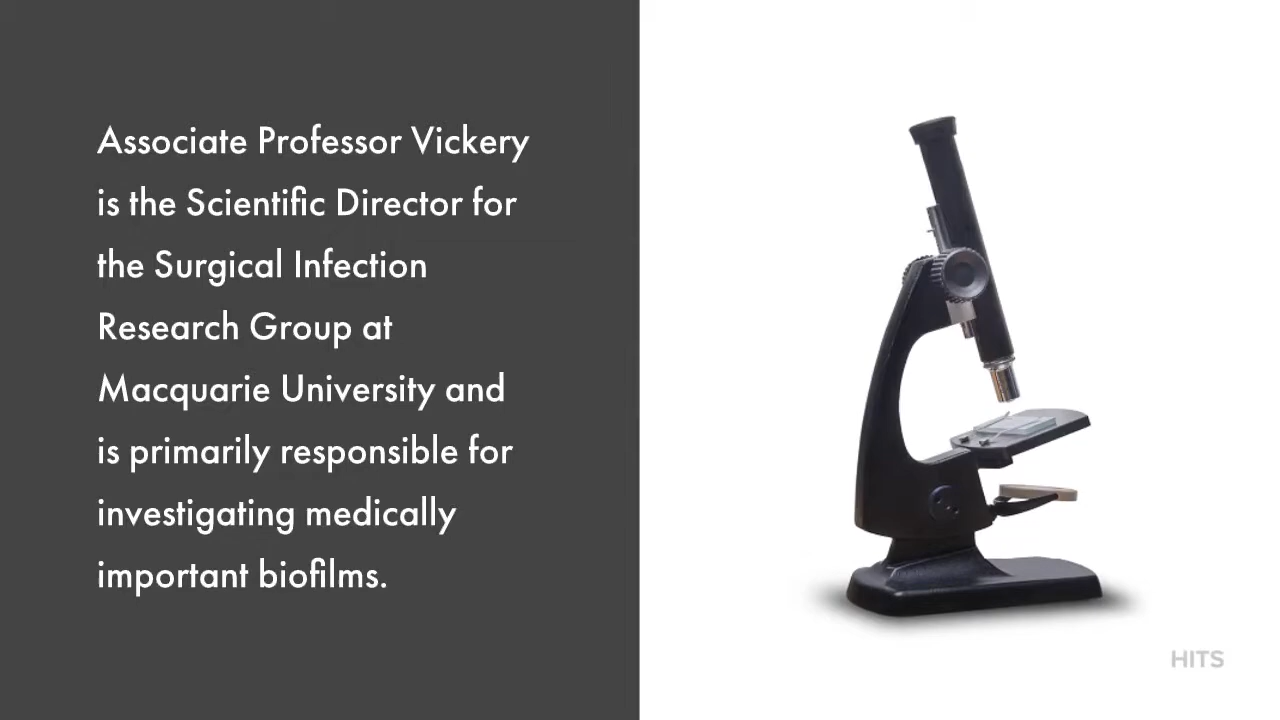 Associate Professor Vickery
is the Scientific Director for
the Surgical Infection
Research Group at
Macquarie University and
is primarily responsible for
investigating medically
important biofilms.
HITS